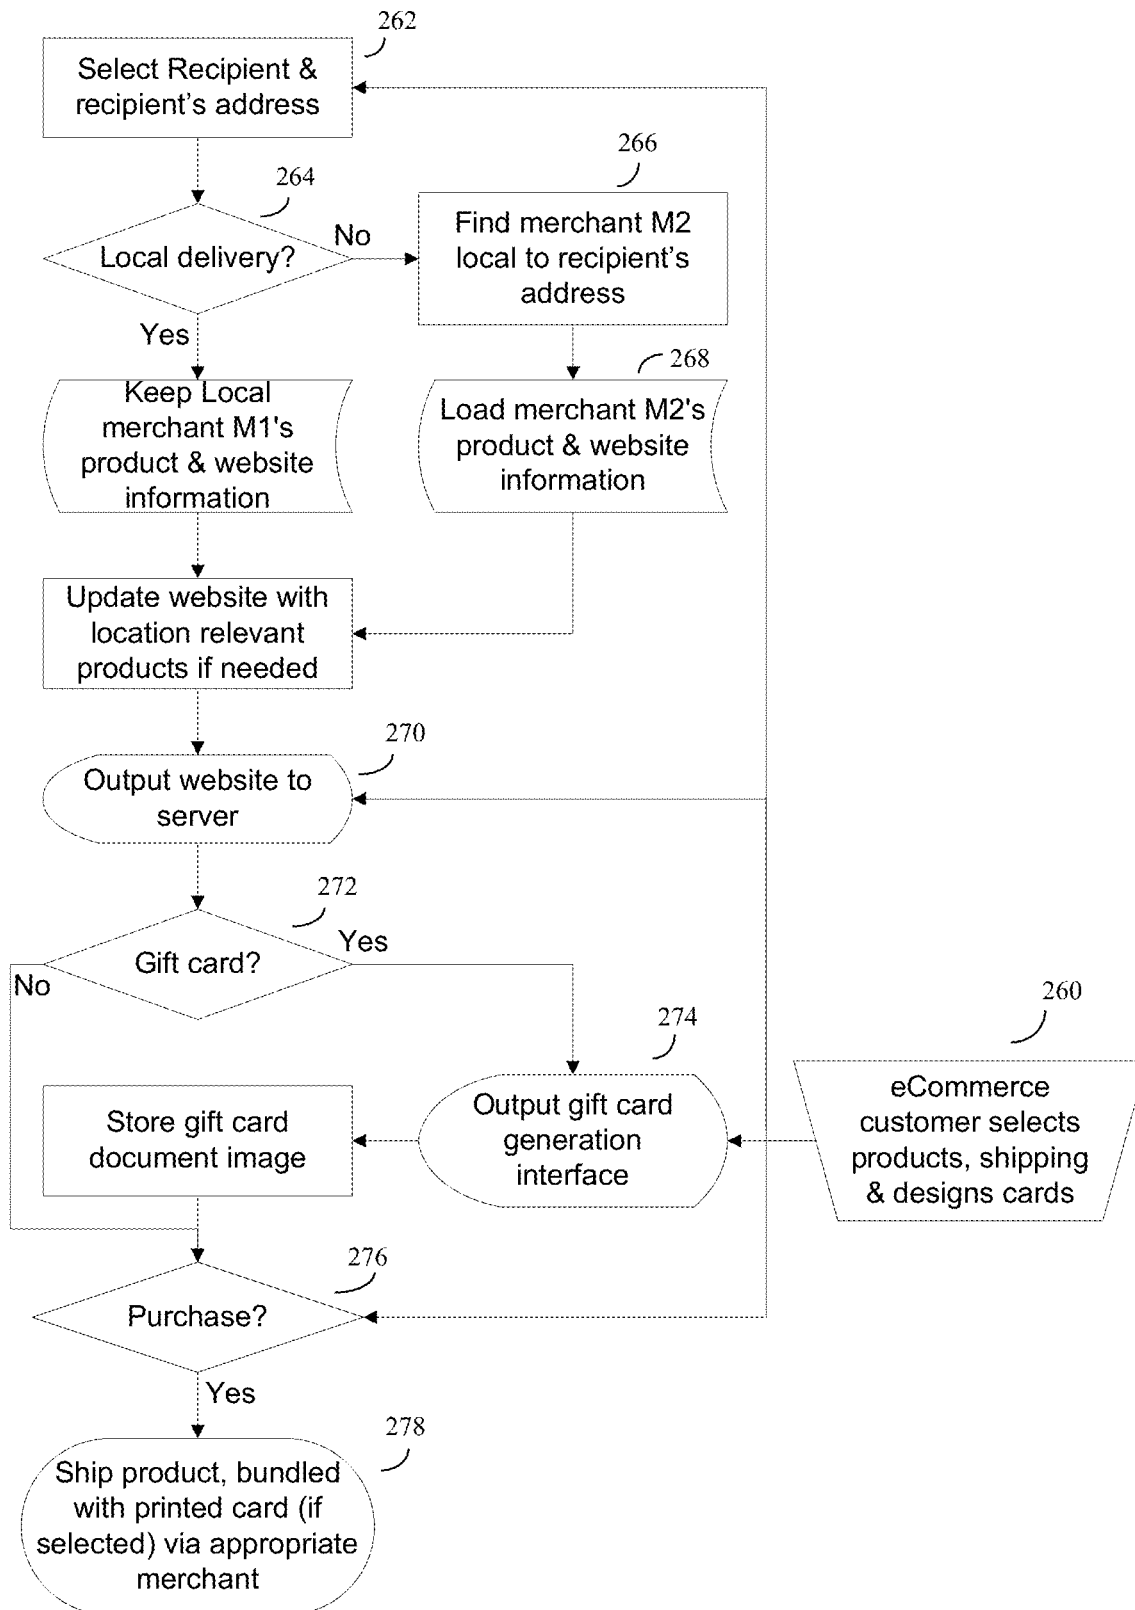 262
Select Recipient &
recipient's address
266
264
Find merchant M2
local to recipient's
address
No
Local delivery?
Yes
268
Keep Local
merchant M1's
product & website
information
Load merchant M2's
product & website
information
Update website with
location relevant
products if needed
270
Output website to
server
272
Yes
Gift card?
No
260
274
eCommerce
customer selects
products, shipping
& designs cards
Output gift card
generation
interface
Store gift card
document image
276
Purchase?
Yes
278
Ship product, bundled
with printed card (if
selected) via appropriate
merchant